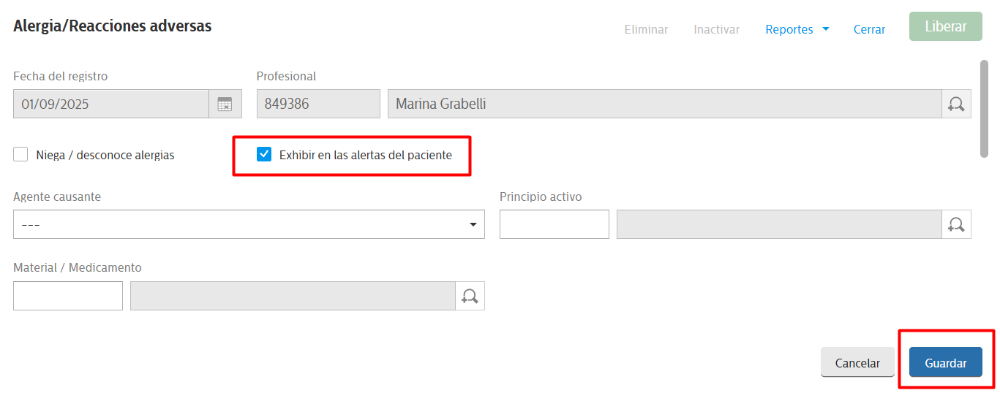 Alergia/Reacciones adversas
Eliminar Inactivar Reportes Cerrar Liberar
Fecha del registro Profesional
01/09/2025 849386 Marina Grabelli
Niega / desconoce alergias Exhibir en las alertas del paciente
Agente causante Principio activo
---
Material / Medicamento
Cancelar Guardar